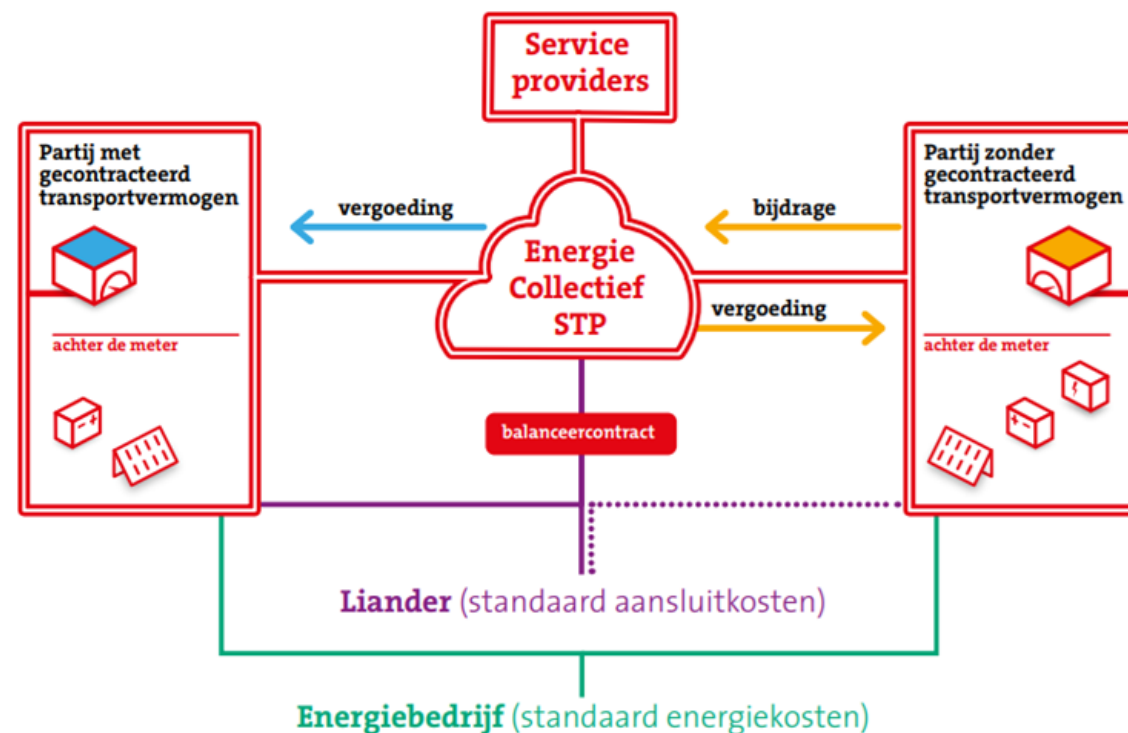 Service
providers
Partij met
gecontracteerd
transportvermogen
Partij zonder
gecontracteerd
transportvermogen
vergoeding
bijdrage
Energie
Collectief
STP
vergoeding
achter de meter
achter de meter
balanceercontract
Liander (standaard aansluitkosten)
Energiebedrijf (standaard energiekosten)